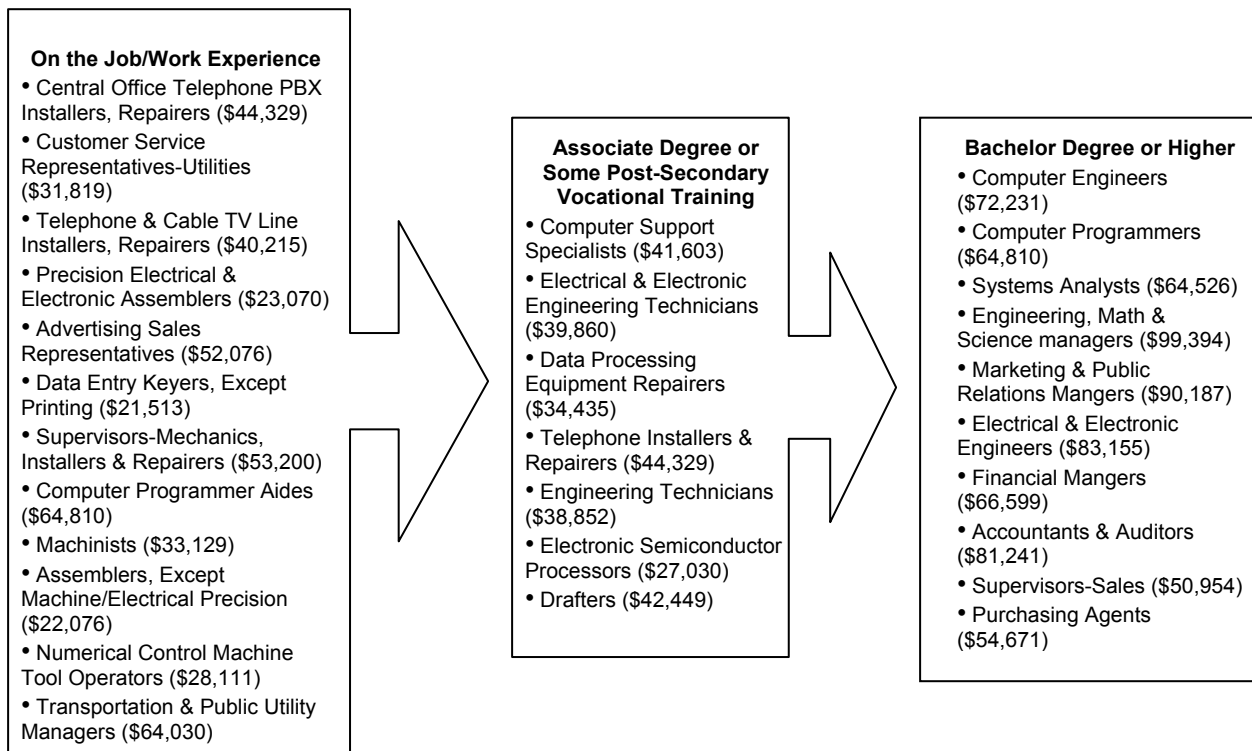 On the Job/Work Experience
• Central Office Telephone PBX
Installers, Repairers ($44,329)
• Customer Service
Representatives-Utilities
($31,819)
• Telephone & Cable TV Line
Installers, Repairers ($40,215)
• Precision Electrical &
Electronic Assemblers ($23,070)
• Advertising Sales
Representatives ($52,076)
• Data Entry Keyers, Except
Printing ($21,513)
• Supervisors-Mechanics,
Installers & Repairers ($53,200)
• Computer Programmer Aides
($64,810)
• Machinists ($33,129)
• Assemblers, Except
Machine/Electrical Precision
($22,076)
• Numerical Control Machine
Tool Operators ($28,111)
• Transportation & Public Utility
Managers ($64,030)
Associate Degree or
Some Post-Secondary
Vocational Training
• Computer Support
Specialists ($41,603)
• Electrical & Electronic
Engineering Technicians
($39,860)
• Data Processing
Equipment Repairers
($34,435)
• Telephone Installers &
Repairers ($44,329)
• Engineering Technicians
($38,852)
• Electronic Semiconductor
Processors ($27,030)
• Drafters ($42,449)
Bachelor Degree or Higher
• Computer Engineers
($72,231)
• Computer Programmers
($64,810)
• Systems Analysts ($64,526)
• Engineering, Math &
Science managers ($99,394)
• Marketing & Public
Relations Mangers ($90,187)
• Electrical & Electronic
Engineers ($83,155)
• Financial Mangers
($66,599)
• Accountants & Auditors
($81,241)
• Supervisors-Sales ($50,954)
• Purchasing Agents
($54,671)